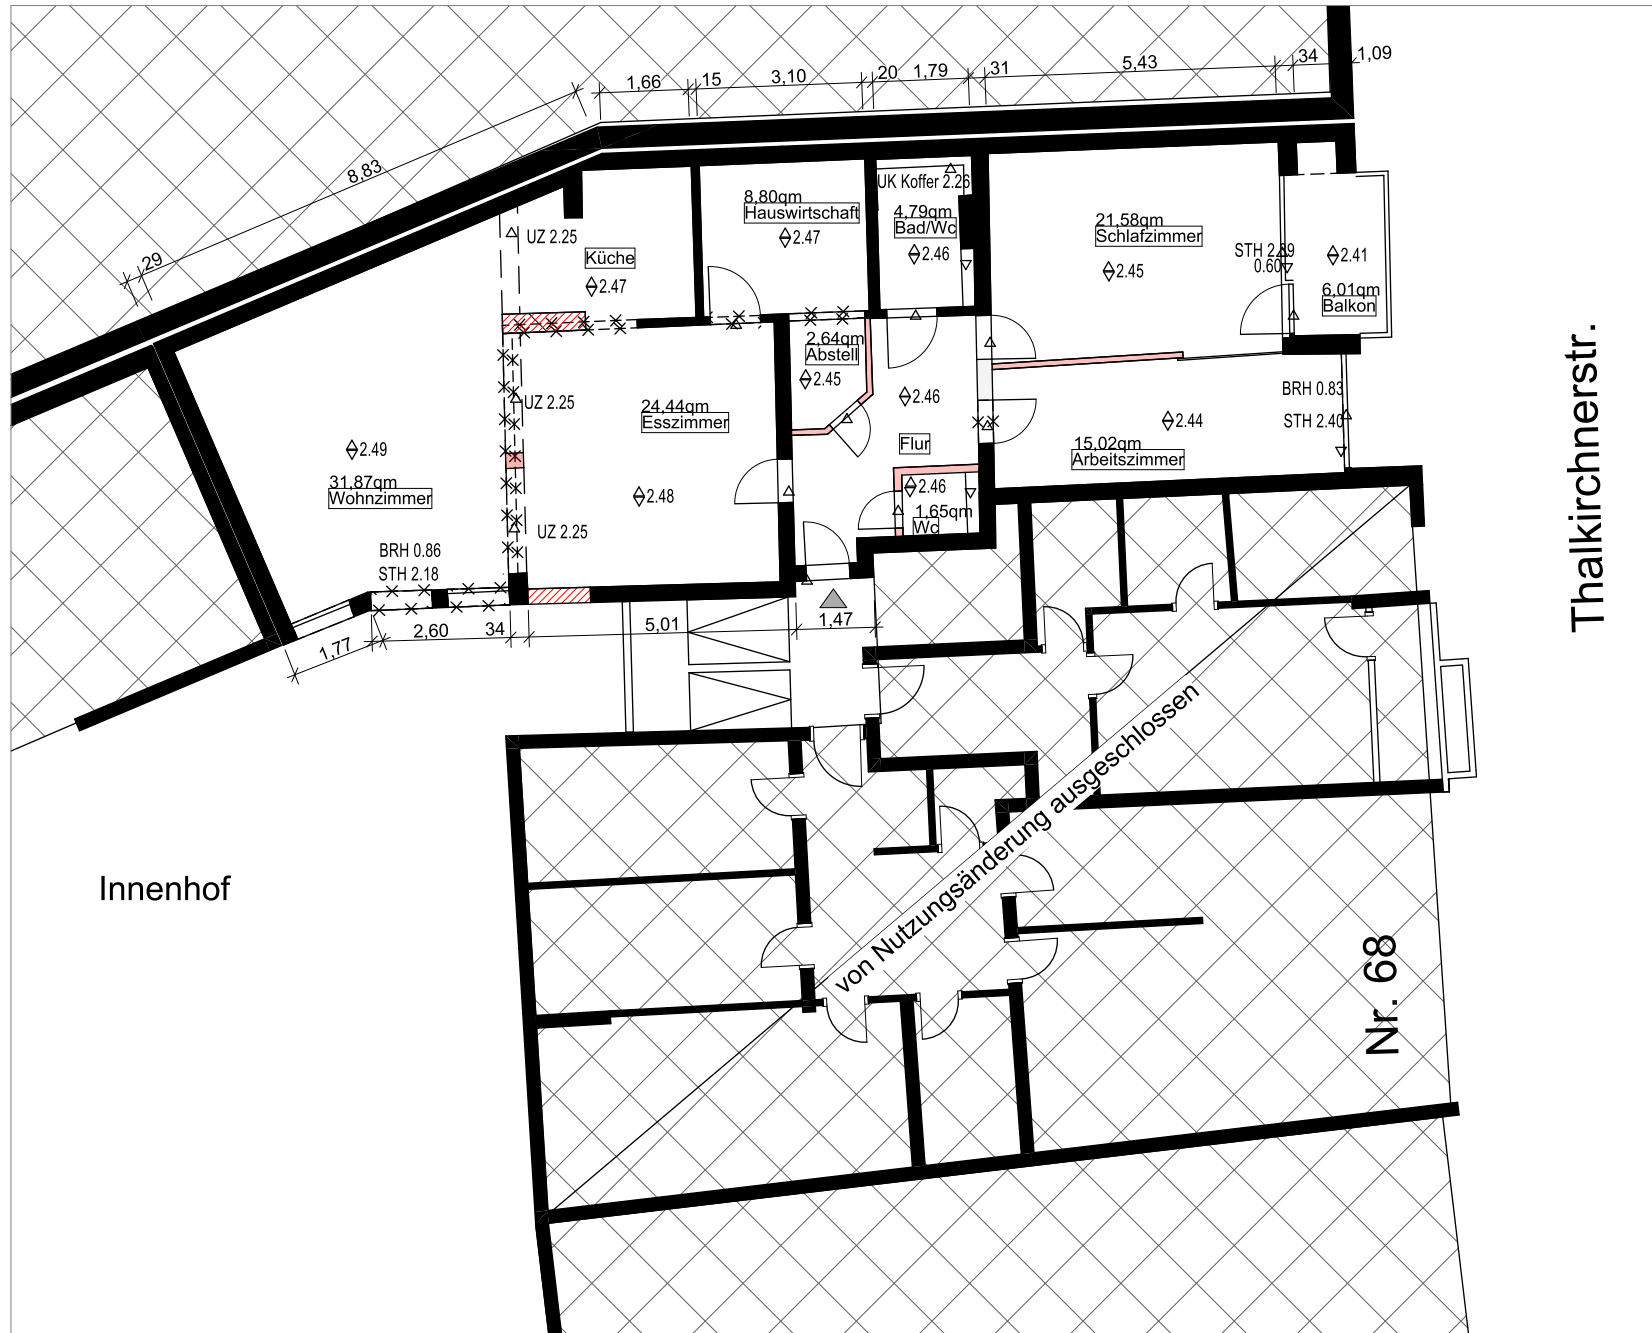 1,66
15
3,10
20
1,79
31
5,43
34
1,09
8,83
29
UZ 2.25
Küche
2.47
8,80qm
Hauswirtschaft
2.47
UK Koffer 2.26
4,79qm
Bad/Wc
2.46
21,58qm
Schlafzimmer
2.45
0.60
2.41
6,01qm
Balkon
2,64qm
Abstell
2.45
2.46
Flur
BRH 0.83
STH 2.40
2.44
15,02qm
Arbeitszimmer
UZ 2.25
24,44qm
Esszimmer
2.48
2.49
31,87qm
Wohnzimmer
2.46
1,65qm
Wc
UZ 2.25
BRH 0.86
STH 2.18
1,77
2,60
34
5,01
1,47
Thalkirchnerstr.
Innenhof
von Nutzungsänderung ausgeschlossen
Nr. 68